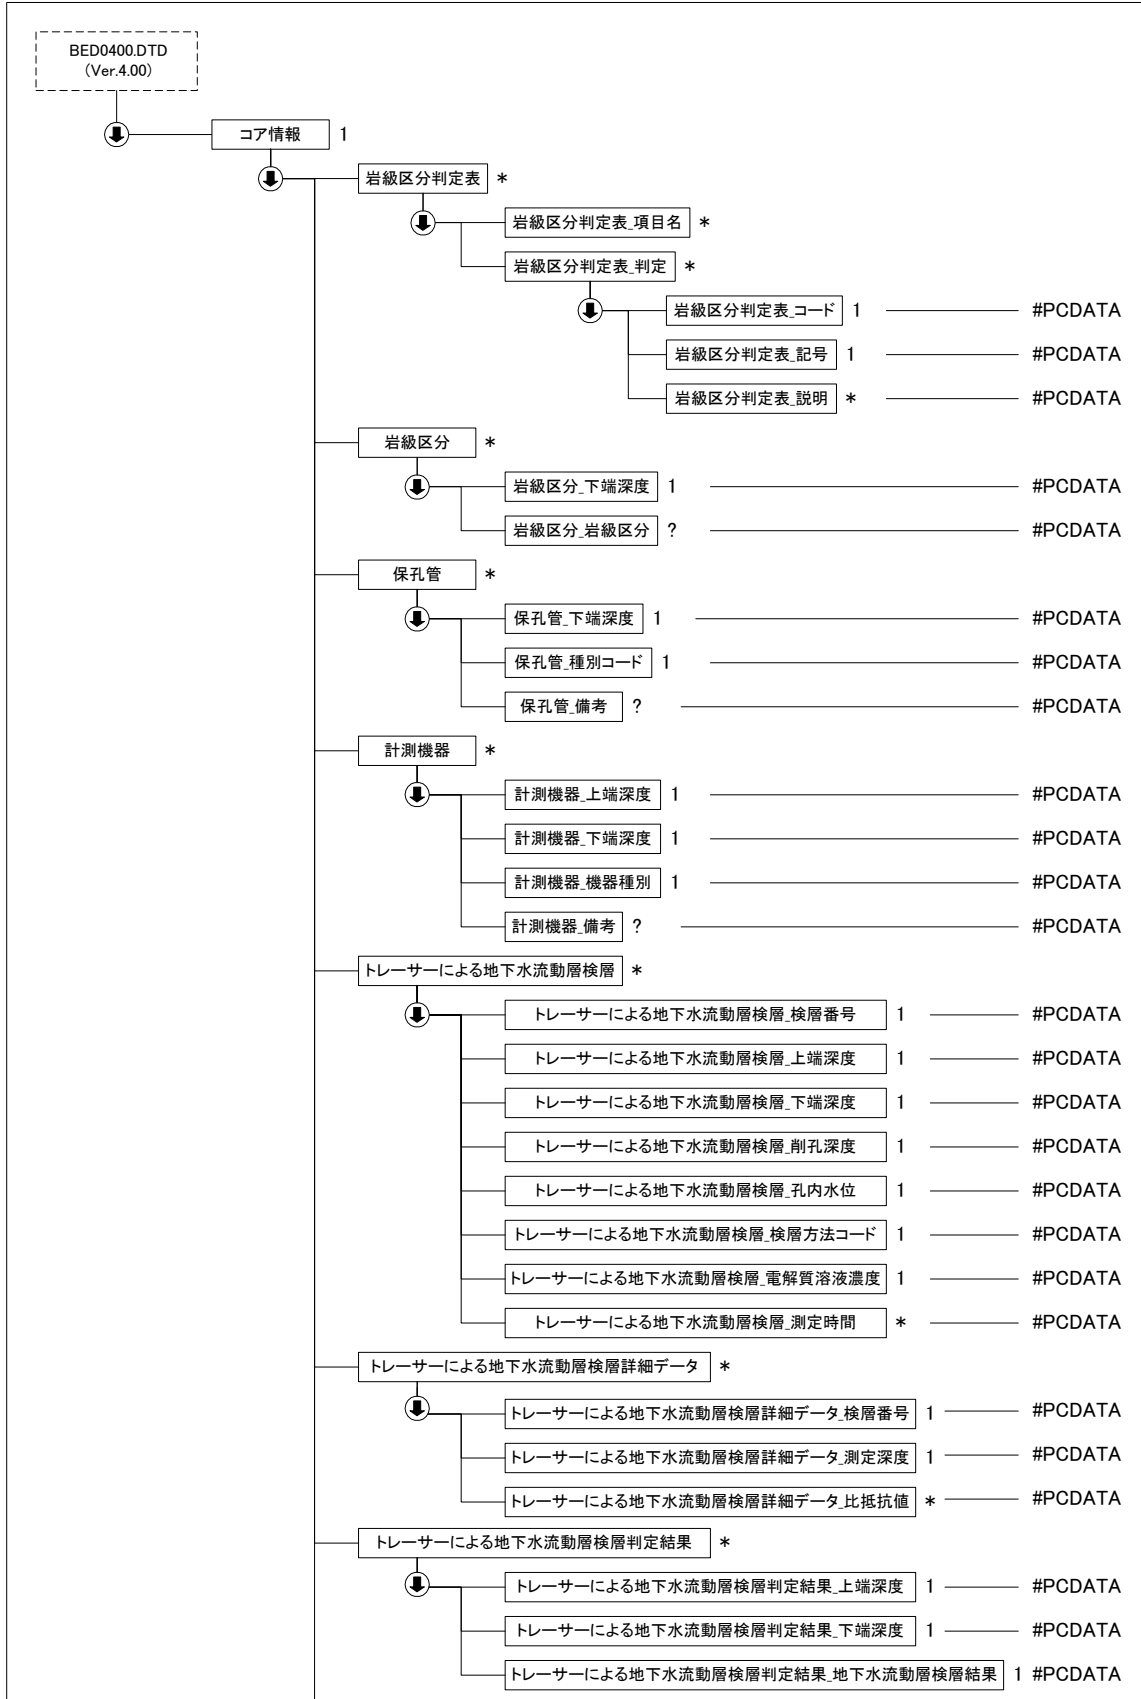 BED0400.DTD
(Ver.4.00)
コア情報 1
岩級区分判定表 *
岩級区分判定表_項目名 *
岩級区分判定表_判定 *
岩級区分判定表_コード 1 #PCDATA
岩級区分判定表_記号 1 #PCDATA
岩級区分判定表_説明 * #PCDATA
岩級区分 *
岩級区分_下端深度 1 #PCDATA
岩級区分_岩級区分 ? #PCDATA
保孔管 *
保孔管_下端深度 1 #PCDATA
保孔管_種別コード 1 #PCDATA
保孔管_備考 ? #PCDATA
計測機器 *
計測機器_上端深度 1 #PCDATA
計測機器_下端深度 1 #PCDATA
計測機器_機器種別 1 #PCDATA
計測機器_備考 ? #PCDATA
トレーサーによる地下水流動層検層 *
トレーサーによる地下水流動層検層_検層番号 1 #PCDATA
トレーサーによる地下水流動層検層_上端深度 1 #PCDATA
トレーサーによる地下水流動層検層_下端深度 1 #PCDATA
トレーサーによる地下水流動層検層_削孔深度 1 #PCDATA
トレーサーによる地下水流動層検層_孔内水位 1 #PCDATA
トレーサーによる地下水流動層検層_検層方法コード 1 #PCDATA
トレーサーによる地下水流動層検層_電解質溶液濃度 1 #PCDATA
トレーサーによる地下水流動層検層_測定時間 * #PCDATA
トレーサーによる地下水流動層検層詳細データ *
トレーサーによる地下水流動層検層詳細データ_検層番号 1 #PCDATA
トレーサーによる地下水流動層検層詳細データ_測定深度 1 #PCDATA
トレーサーによる地下水流動層検層詳細データ_比抵抗値 * #PCDATA
トレーサーによる地下水流動層検層判定結果 *
トレーサーによる地下水流動層検層判定結果_上端深度 1 #PCDATA
トレーサーによる地下水流動層検層判定結果_下端深度 1 #PCDATA
トレーサーによる地下水流動層検層判定結果_地下水流動層検層結果 1 #PCDATA